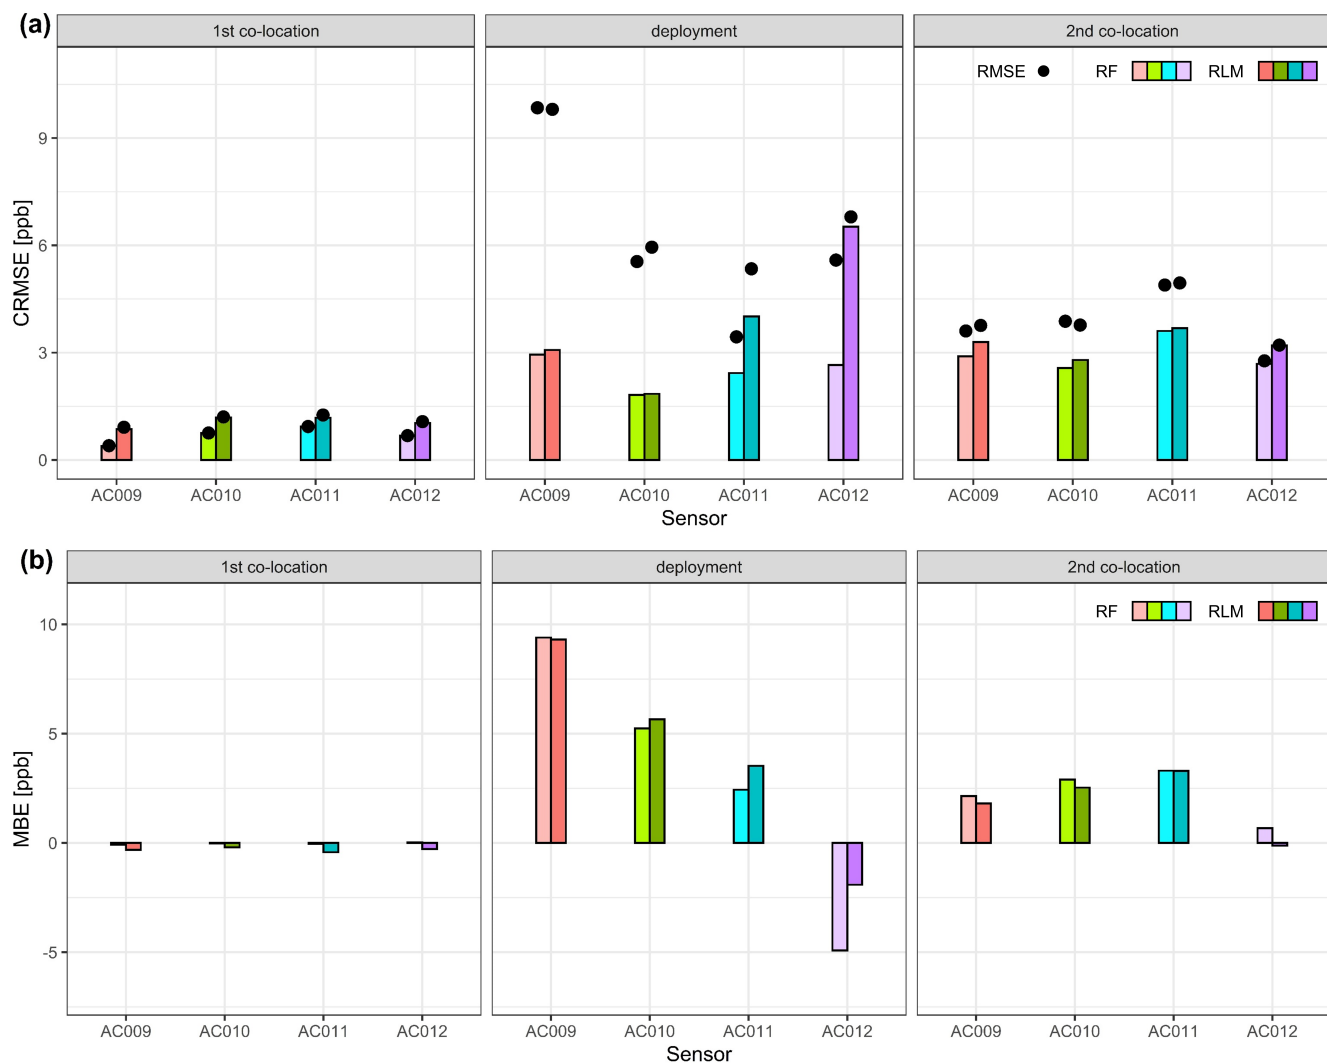 (a)
1st co-location deployment 2nd co-location
RMSE RF RLM
CRMSE [ppb]
9
6
3
0
AC009 AC010 AC011 AC012 AC009 AC010 AC011 AC012 AC009 AC010 AC011 AC012
Sensor
(b)
1st co-location deployment 2nd co-location
RF RLM
MBE [ppb]
10
5
0
-5
AC009 AC010 AC011 AC012 AC009 AC010 AC011 AC012 AC009 AC010 AC011 AC012
Sensor